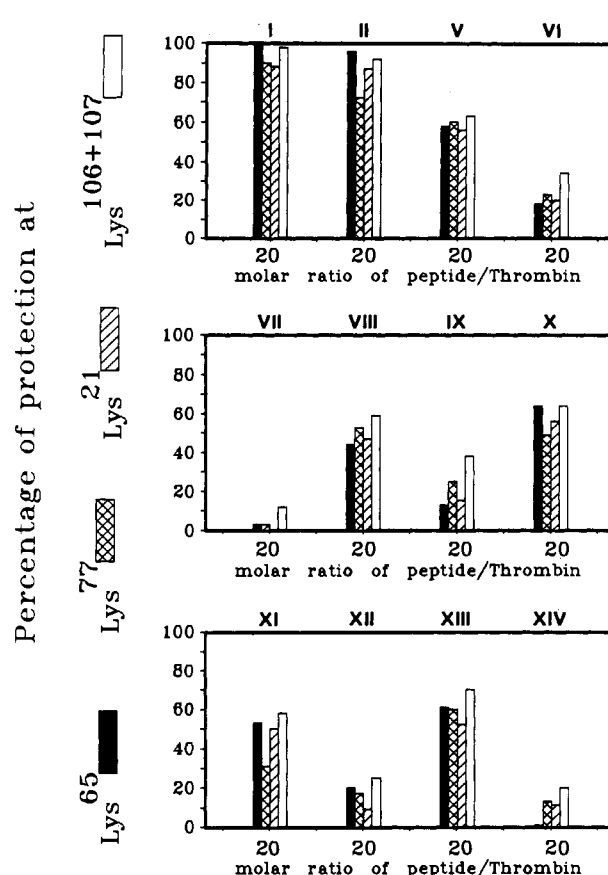 Percentage of protection at
Lys 106+107
Lys 21
Lys 77
Lys 65
I II V VI
100
80
60
40
20
0
20 20 20 20
molar ratio of peptide/Thrombin
VII VIII IX X
100
80
60
40
20
0
20 20 20 20
molar ratio of peptide/Thrombin
XI XII XIII XIV
100
80
60
40
20
0
20 20 20 20
molar ratio of peptide/Thrombin